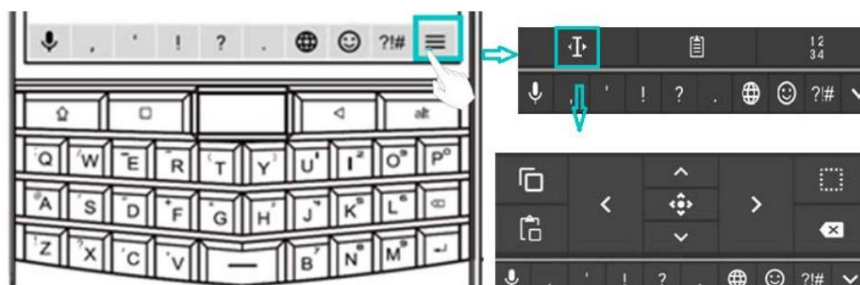 , ' ! ? . ?!#
alt
Q W E R T Y U I O P
A S D F G H J K L
Z X C V B N M
1 2
3 4
, ' ! ? . ?!#
, ' ! ? . ?!#